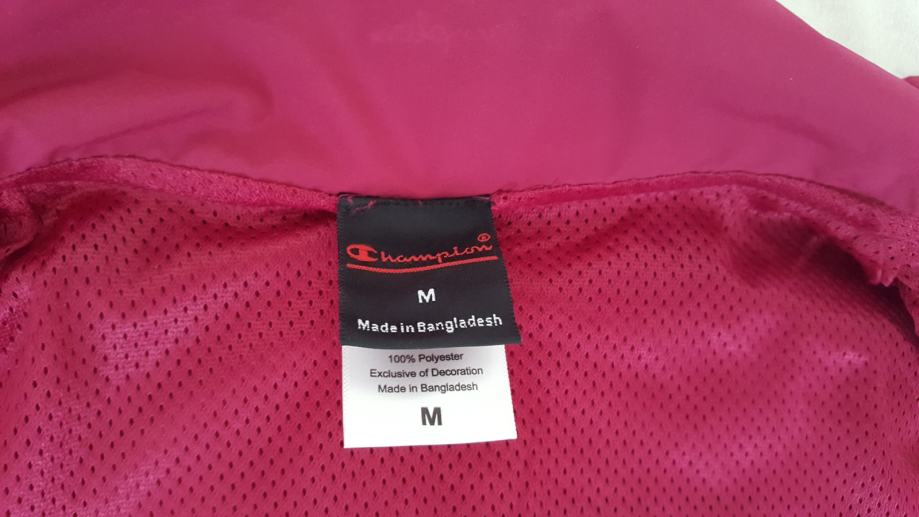 Champion®
M
Made in Bangladesh
100% Polyester
Exclusive of Decoration
Made in Bangladesh
M